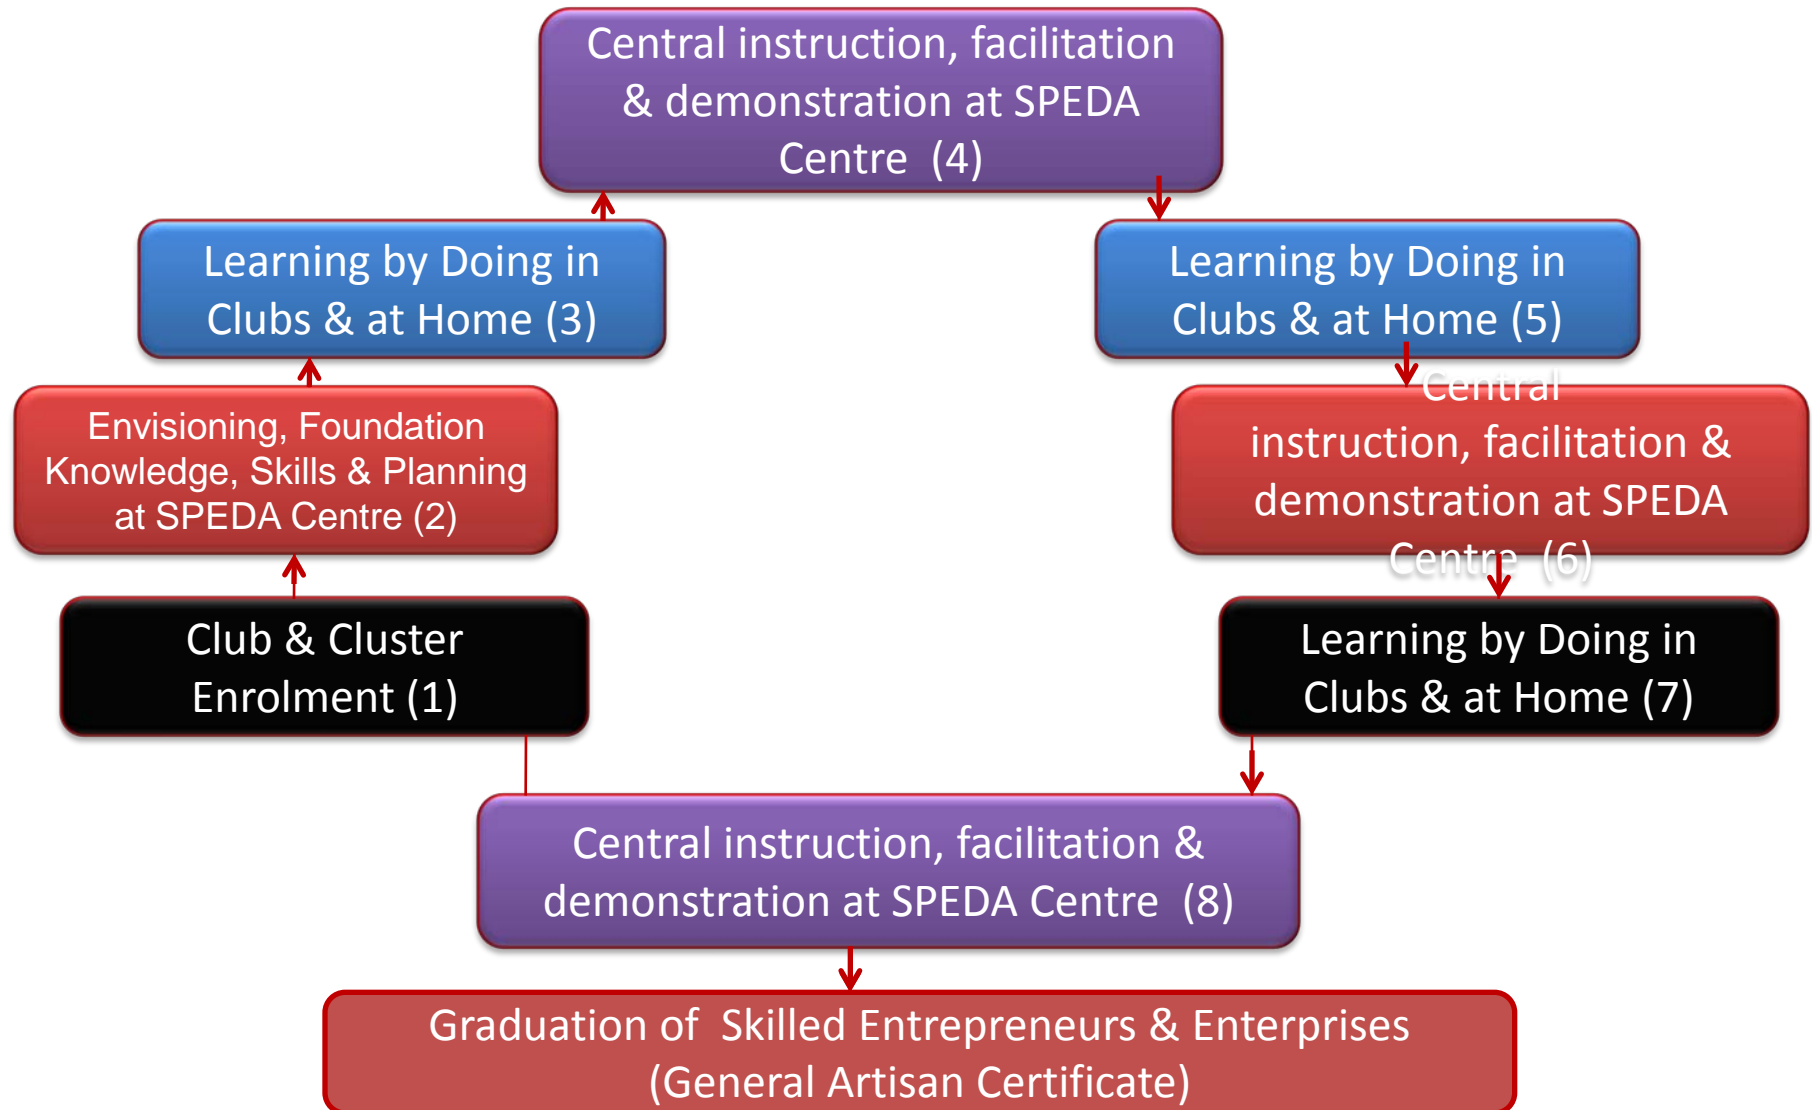 Central instruction, facilitation
& demonstration at SPEDA
Centre (4)
Learning by Doing in
Clubs & at Home (3)
Learning by Doing in
Clubs & at Home (5)
Envisioning, Foundation
Knowledge, Skills & Planning
at SPEDA Centre (2)
Central
instruction, facilitation &
demonstration at SPEDA
Centre (6)
Club & Cluster
Enrolment (1)
Learning by Doing in
Clubs & at Home (7)
Central instruction, facilitation &
demonstration at SPEDA Centre (8)
Graduation of Skilled Entrepreneurs & Enterprises
(General Artisan Certificate)